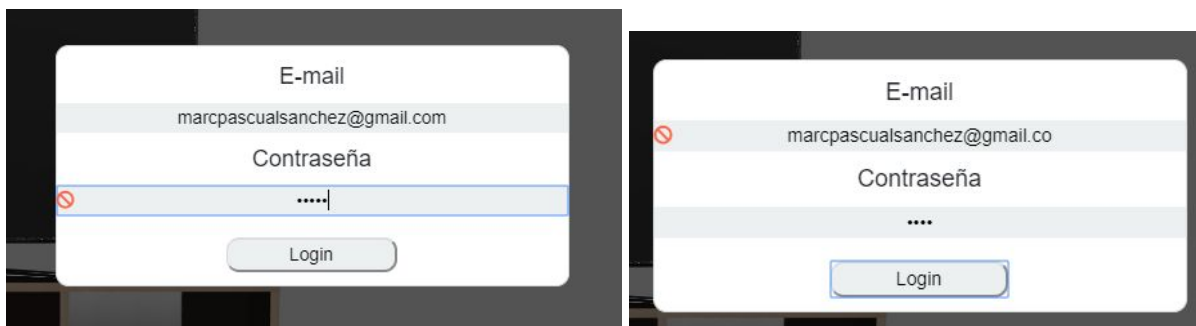 E-mail
marcpascualsanchez@gmail.com
Contraseña
•••••
Login
E-mail
marcpascualsanchez@gmail.co
Contraseña
••••
Login